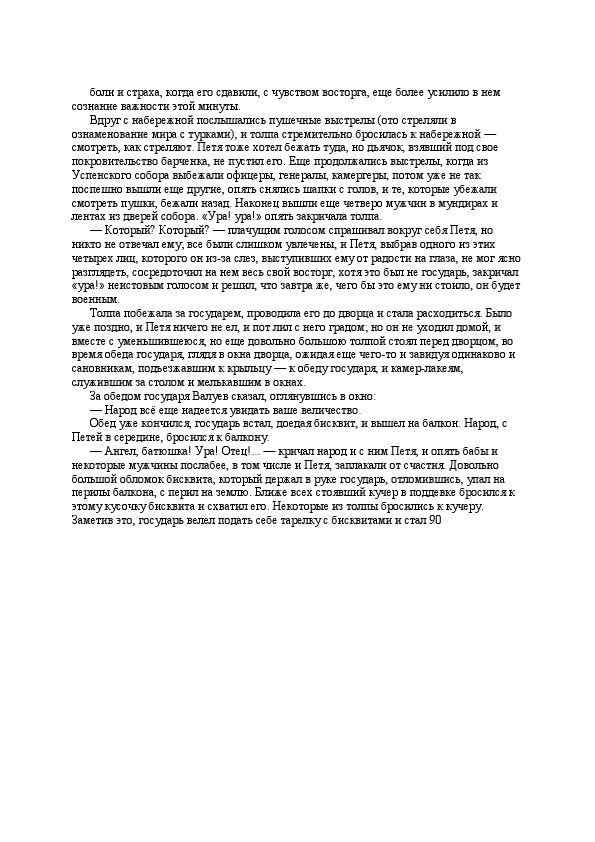 боли и страха, когда его сдавили, с чувством восторга, еще более усилило в нем
сознание важности этой минуты.
Вдруг с набережной послышались пушечные выстрелы (ото стреляли в
ознаменование мира с турками), и толпа стремительно бросилась к набережной —
смотреть, как стреляют. Петя тоже хотел бежать туда, но дьячок, взявший под свое
покровительство барченка, не пустил его. Еще продолжались выстрелы, когда из
Успенского собора выбежали офицеры, генералы, камергеры, потом уже не так
поспешно вышли еще другие, опять снялись шапки с голов, и те, которые убежали
смотреть пушки, бежали назад. Наконец вышли еще четверо мужчин в мундирах и
лентах из дверей собора. «Ура! ура!» опять закричала толпа.
— Который? Который? — плачущим голосом спрашивал вокруг себя Петя, но
никто не отвечал ему; все были слишком увлечены, и Петя, выбрав одного из этих
четырех лиц, которого он из-за слез, выступивших ему от радости на глаза, не мог ясно
разглядеть, сосредоточил на нем весь свой восторг, хотя это был не государь, закричал
«ура!» неистовым голосом и решил, что завтра же, чего бы это ему ни стоило, он будет
военным.
Толпа побежала за государем, проводила его до дворца и стала расходиться. Было
уже поздно, и Петя ничего не ел, и пот лил с него градом; но он не уходил домой, и
вместе с уменьшившеюся, но еще довольно большою толпой стоял перед дворцом, во
время обеда государя, глядя в окна дворца, ожидая еще чего-то и завидуя одинаково и
сановникам, подъезжавшим к крыльцу — к обеду государя, и камер-лакеям,
служившим за столом и мелькавшим в окнах.
За обедом государя Валуев сказал, оглянувшись в окно:
— Народ всё еще надеется увидать ваше величество.
Обед уже кончился, государь встал, доедая бисквит, и вышел на балкон. Народ, с
Петей в середине, бросился к балкону.
— Ангел, батюшка! Ура! Отец!... — кричал народ и с ним Петя, и опять бабы и
некоторые мужчины послабее, в том числе и Петя, заплакали от счастия. Довольно
большой обломок бисквита, который держал в руке государь, отломившись, упал на
перилы балкона, с перил на землю. Ближе всех стоявший кучер в поддевке бросился к
этому кусочку бисквита и схватил его. Некоторые из толпы бросились к кучеру.
Заметив это, государь велел подать себе тарелку с бисквитами и стал 90